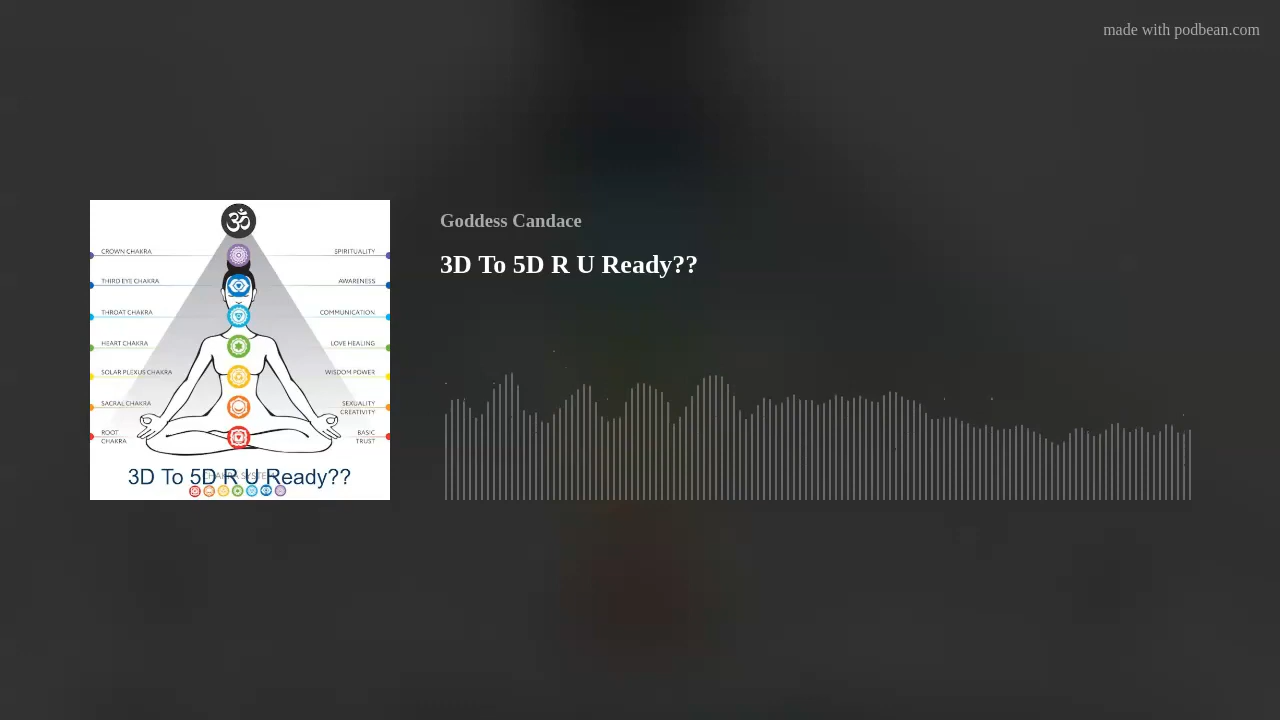 made with podbean.com
Goddess Candace
3D To 5D R U Ready??
ॐ
CROWN CHAKRA
SPIRITUALITY
THIRD EYE CHAKRA
AWARENESS
THROAT CHAKRA
COMMUNICATION
HEART CHAKRA
LOVE HEALING
SOLAR PLEXUS CHAKRA
WISDOM POWER
SACRAL CHAKRA
SEXUALITY
CREATIVITY
ROOT
CHAKRA
BASIC
TRUST
3D To 5D R U Ready??